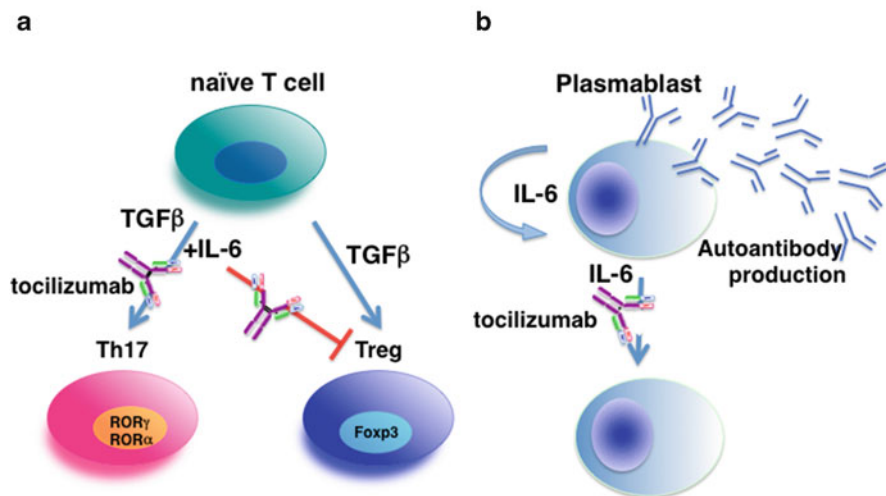 a
naïve T cell
TGFβ
+IL-6
TGFβ
tocilizumab
Th17
Treg
RORγ
RORα
Foxp3
b
Plasmablast
IL-6
Autoantibody
production
IL-6
tocilizumab